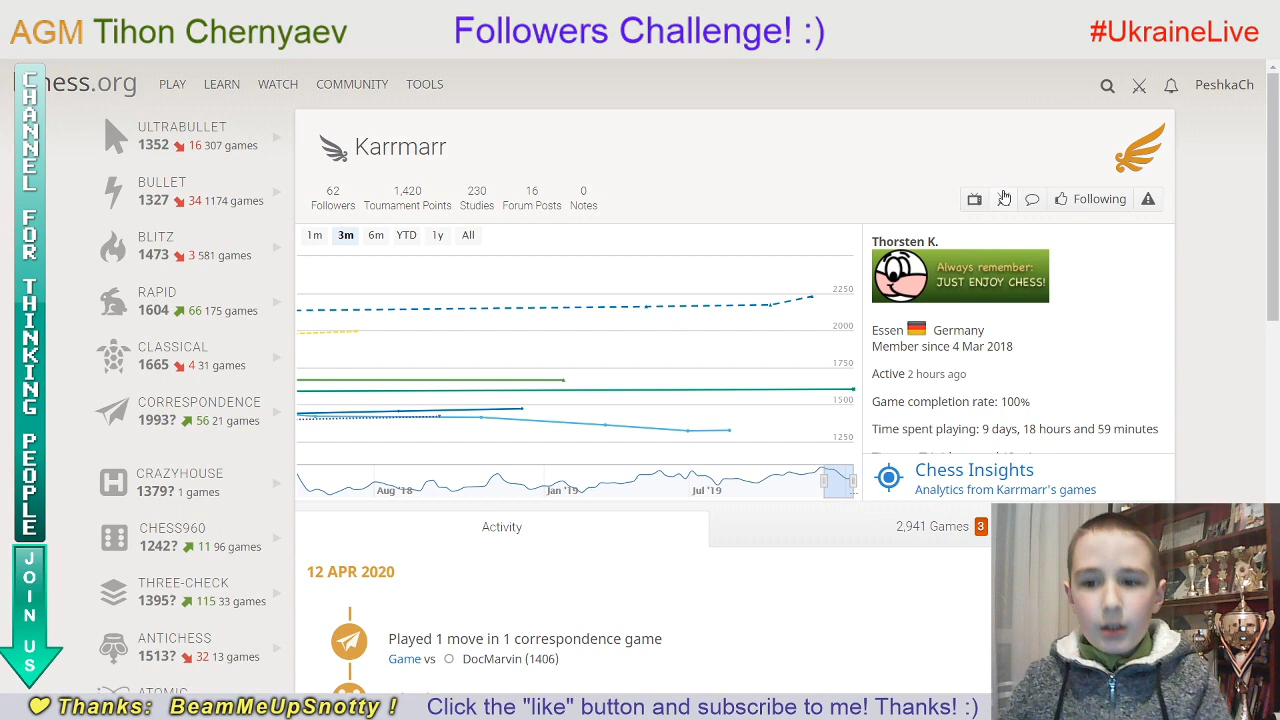 AGM Tihon Chernyaev
Followers Challenge! :)
#UkraineLive
CHANNEL FOR THINKING PEOPLE
JOIN US
hess.org
PLAY LEARN WATCH COMMUNITY TOOLS
PeshkaCh
ULTRABULLET
1352 16 307 games
BULLET
1327 34 1174 games
BLITZ
1473 3 581 games
RAPID
1604 66 175 games
CLASSICAL
1665 4 31 games
CORRESPONDENCE
1993? 56 21 games
CRAZYHOUSE
1379? 1 games
CHESS960
1242? 11 96 games
THREE-CHECK
1395? 115 33 games
ANTICHESS
1513? 32 13 games
ATOMIC
Karrmarr
62 1,420 230 16 0
Followers Tournament Points Studies Forum Posts Notes
Following
1m 3m 6m YTD 1y All
2250
2000
1750
1500
1250
Aug '18 Jan '19 Jul '19
Thorsten K.
Always remember:
JUST ENJOY CHESS!
Essen Germany
Member since 4 Mar 2018
Active 2 hours ago
Game completion rate: 100%
Time spent playing: 9 days, 18 hours and 59 minutes
Chess Insights
Analytics from Karrmarr's games
Activity
2,941 Games 3
12 APR 2020
Played 1 move in 1 correspondence game
Game vs DocMarvin (1406)
Thanks: BeamMeUpSnotty !
Click the "like" button and subscribe to me! Thanks! :)